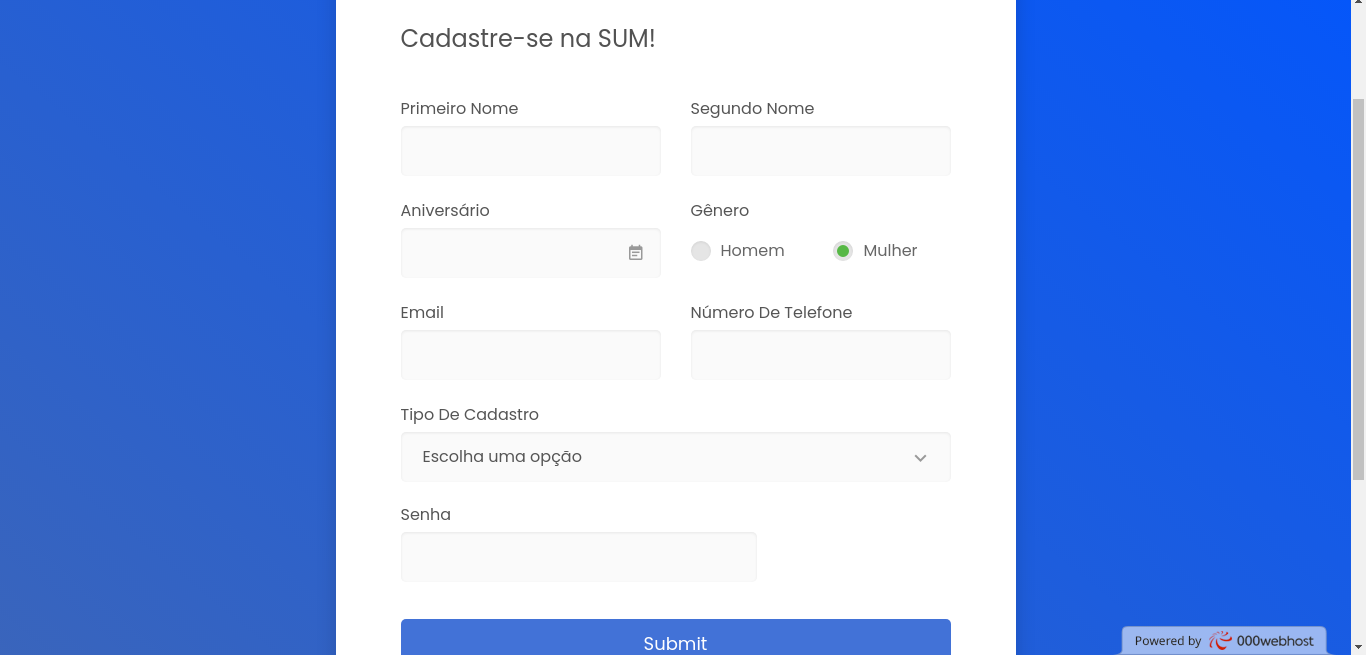 Cadastre-se na SUM!
Primeiro Nome
Segundo Nome
Aniversário
Gênero
Homem
Mulher
Email
Número De Telefone
Tipo De Cadastro
Escolha uma opção
Senha
Submit
Powered by 000webhost